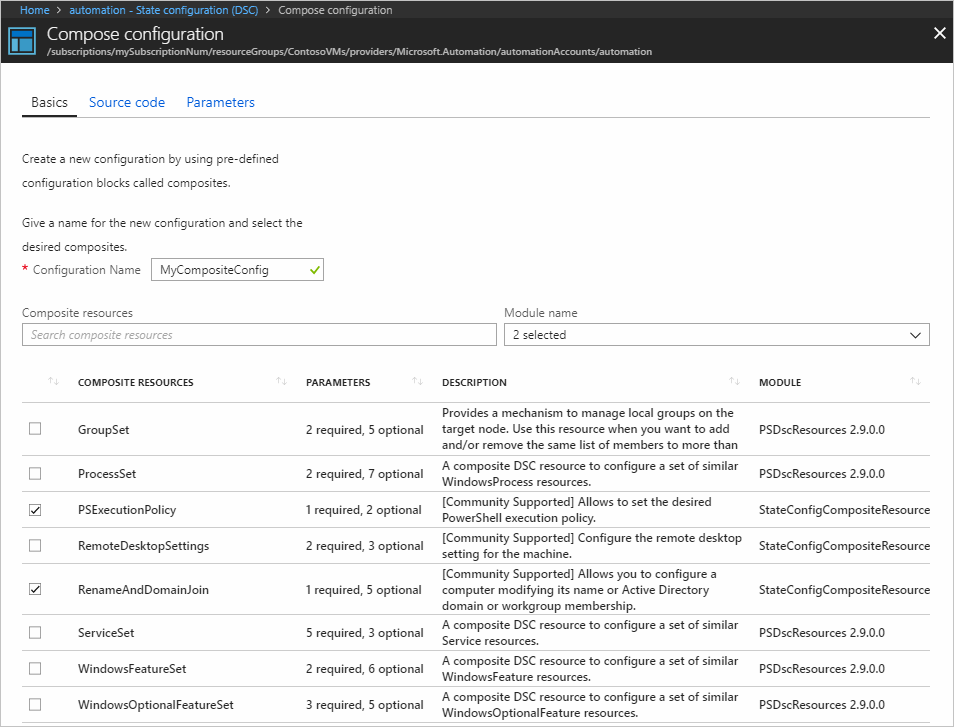 Home > automation - State configuration (DSC) > Compose configuration
Compose configuration
/subscriptions/mySubscriptionNum/resourceGroups/ContosoVMs/providers/Microsoft.Automation/automationAccounts/automation
Basics Source code Parameters
Create a new configuration by using pre-defined
configuration blocks called composites.
Give a name for the new configuration and select the
desired composites.
* Configuration Name MyCompositeConfig
Composite resources Module name
Search composite resources 2 selected
COMPOSITE RESOURCES PARAMETERS DESCRIPTION MODULE
GroupSet 2 required, 5 optional Provides a mechanism to manage local groups on the
target node. Use this resource when you want to add
and/or remove the same list of members to more than
PSDscResources 2.9.0.0
ProcessSet 2 required, 7 optional A composite DSC resource to configure a set of similar
WindowsProcess resources.
PSDscResources 2.9.0.0
PSExecutionPolicy 1 required, 2 optional [Community Supported] Allows to set the desired
PowerShell execution policy.
StateConfigCompositeResource
RemoteDesktopSettings 2 required, 3 optional [Community Supported] Configure the remote desktop
setting for the machine.
StateConfigCompositeResource
RenameAndDomainJoin 1 required, 5 optional [Community Supported] Allows you to configure a
computer modifying its name or Active Directory
domain or workgroup membership.
StateConfigCompositeResource
ServiceSet 5 required, 3 optional A composite DSC resource to configure a set of similar
Service resources.
PSDscResources 2.9.0.0
WindowsFeatureSet 2 required, 6 optional A composite DSC resource to configure a set of similar
WindowsFeature resources.
PSDscResources 2.9.0.0
WindowsOptionalFeatureSet 3 required, 5 optional A composite DSC resource to configure a set of similar
WindowsOptionalFeature resources.
PSDscResources 2.9.0.0